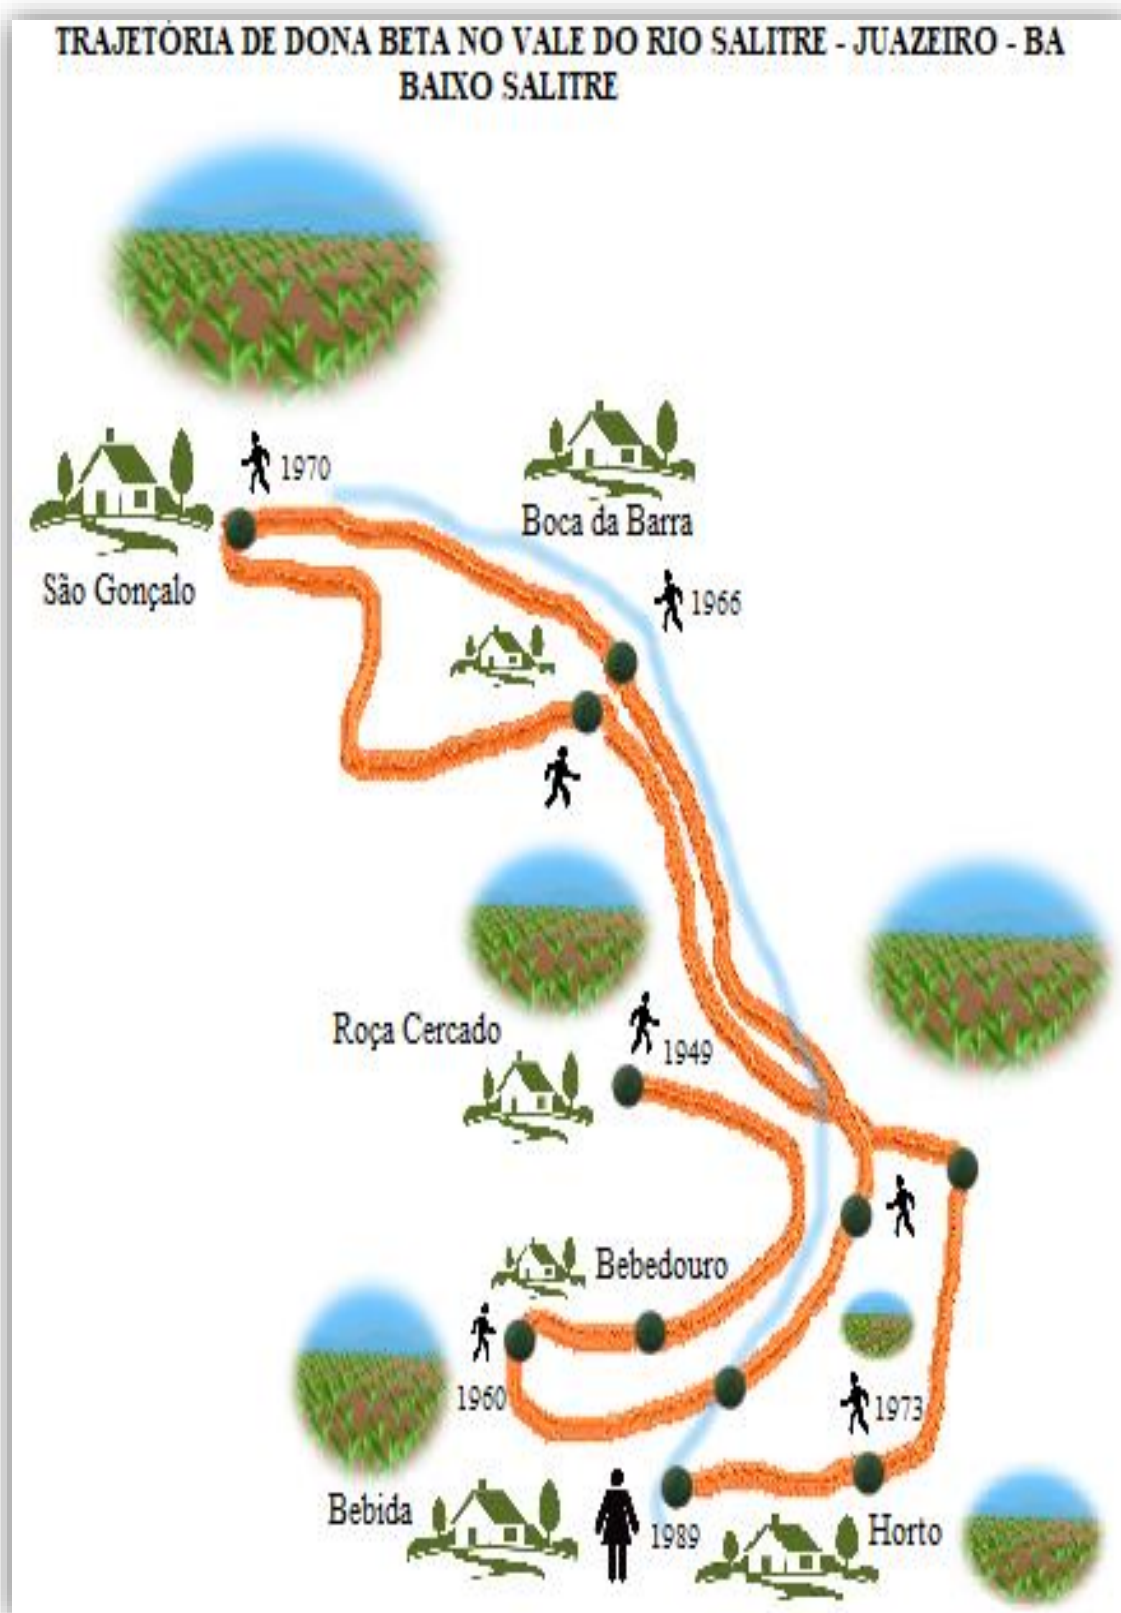 TRAJETÓRIA DE DONA BETA NO VALE DO RIO SALITRE - JUAZEIRO - BA
BAIXO SALITRE
1970
Boca da Barra
São Gonçalo
1966
Roça Cercado
1949
Bebedouro
1960
1973
Bebida
1989
Horto